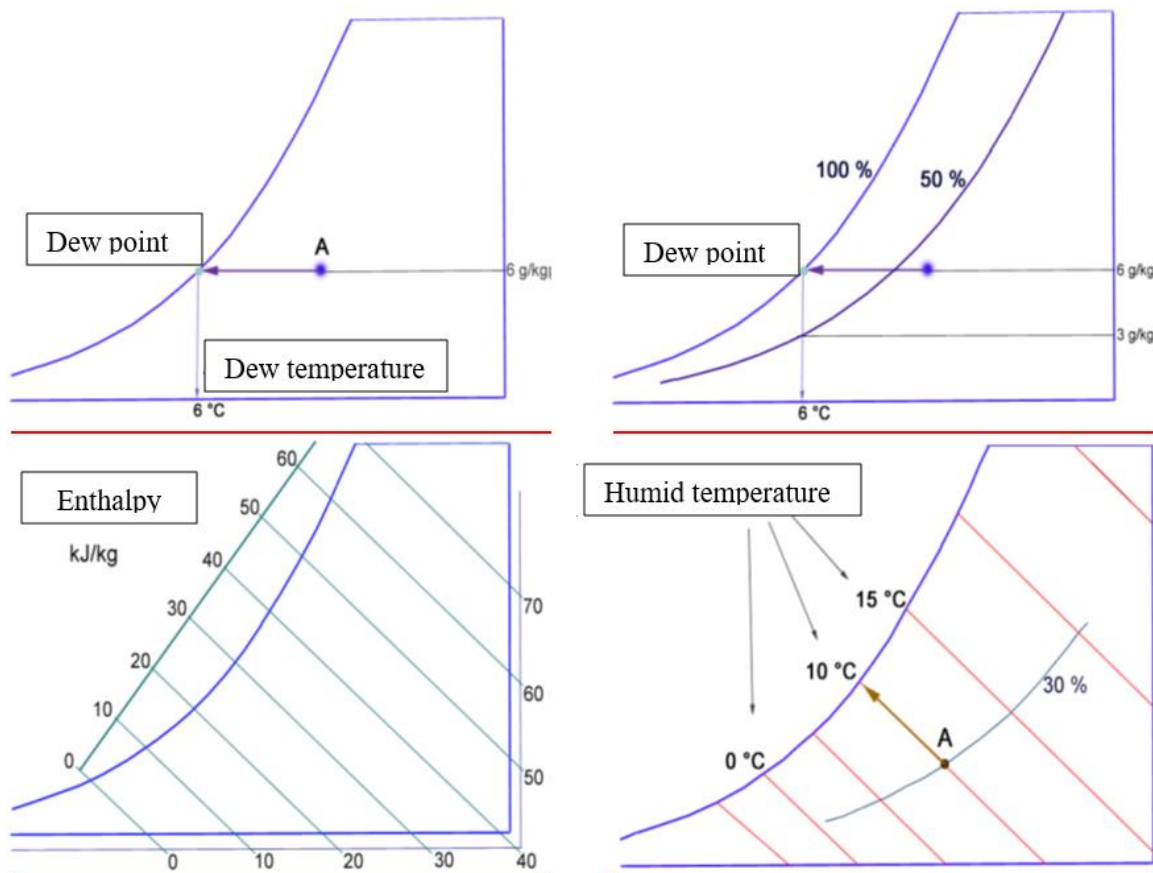 Dew point
A
6 g/kg
Dew temperature
6 °C
100 %
50 %
Dew point
6 g/kg
3 g/kg
6 °C
Enthalpy
kJ/kg
60
50
40
30
20
10
0
70
60
50
0
10
20
30
40
Humid temperature
15 °C
10 °C
0 °C
A
30 %